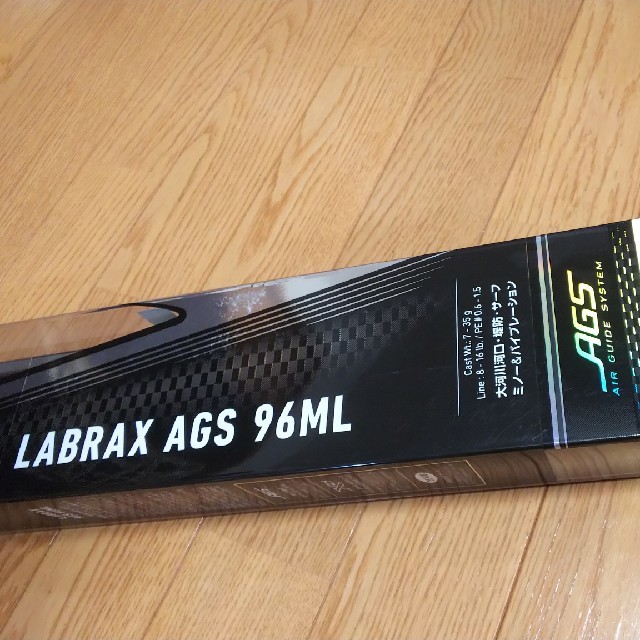 LABRAX AGS 96ML
Cast Wt.: 7 - 35 g
Line : 8 - 16 lb / PE #0.6 - 1.5
大河川河口・堤防・サーフ
ミノー&バイブレーション
AGS
AIR GUIDE SYSTEM